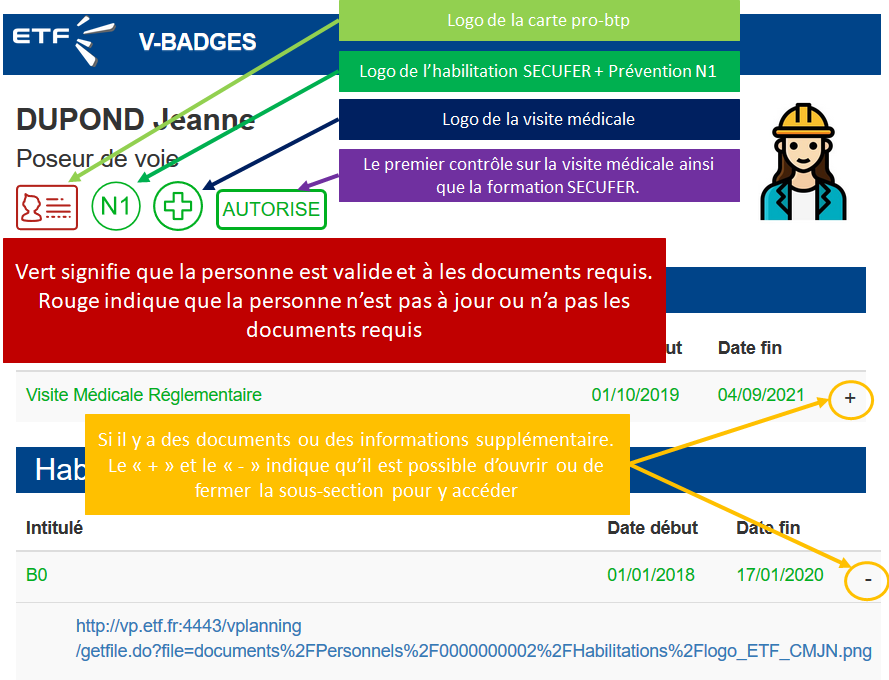 Logo de la carte pro-btp
ETF
V-BADGES
Logo de l'habilitation SECUFER + Prévention N1
DUPOND Jeanne
Logo de la visite médicale
Poseur de voie
Le premier contrôle sur la visite médicale ainsi
que la formation SECUFER.
N1
AUTORISE
Vert signifie que la personne est valide et à les documents requis.
Rouge indique que la personne n'est pas à jour ou n'a pas les
documents requis
ut
Date fin
Visite Médicale Réglementaire
01/10/2019
04/09/2021
+
Si il y a des documents ou des informations supplémentaire.
Le « + » et le « - » indique qu'il est possible d'ouvrir ou de
fermer la sous-section pour y accéder
Hab
Intitulé
Date début
Date fin
B0
01/01/2018
17/01/2020
-
http://vp.etf.fr:4443/vplanning
/getfile.do?file=documents%2FPersonnels%2F0000000002%2FHabilitations%2Flogo_ETF_CMJN.png